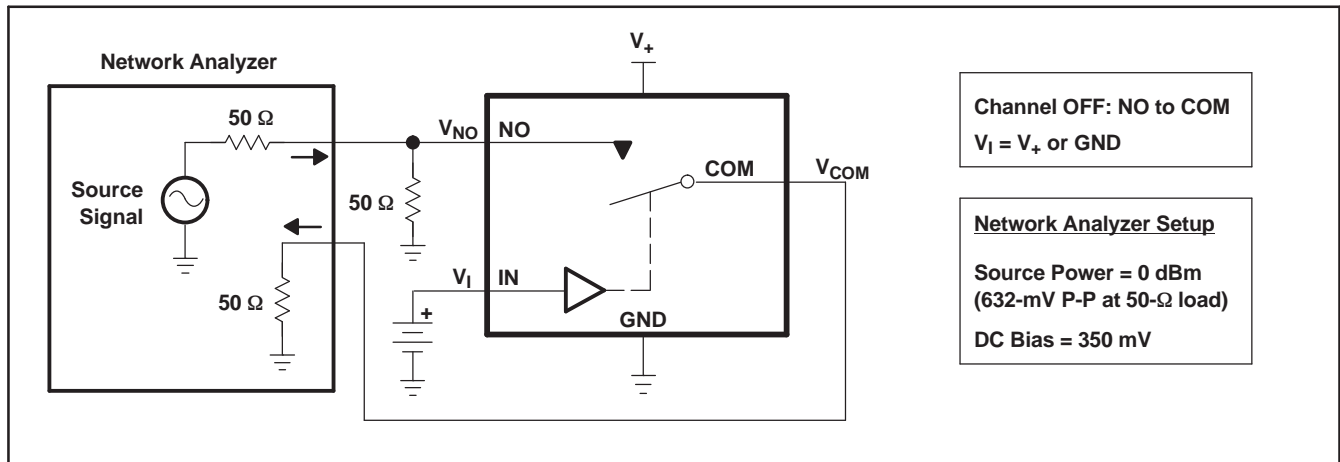 Network Analyzer
50 Ω
Source
Signal
50 Ω
50 Ω
V+
VNO
NO
COM
VCOM
VI
IN
+
GND
Channel OFF: NO to COM
VI = V+ or GND
Network Analyzer Setup
Source Power = 0 dBm
(632-mV P-P at 50-Ω load)
DC Bias = 350 mV